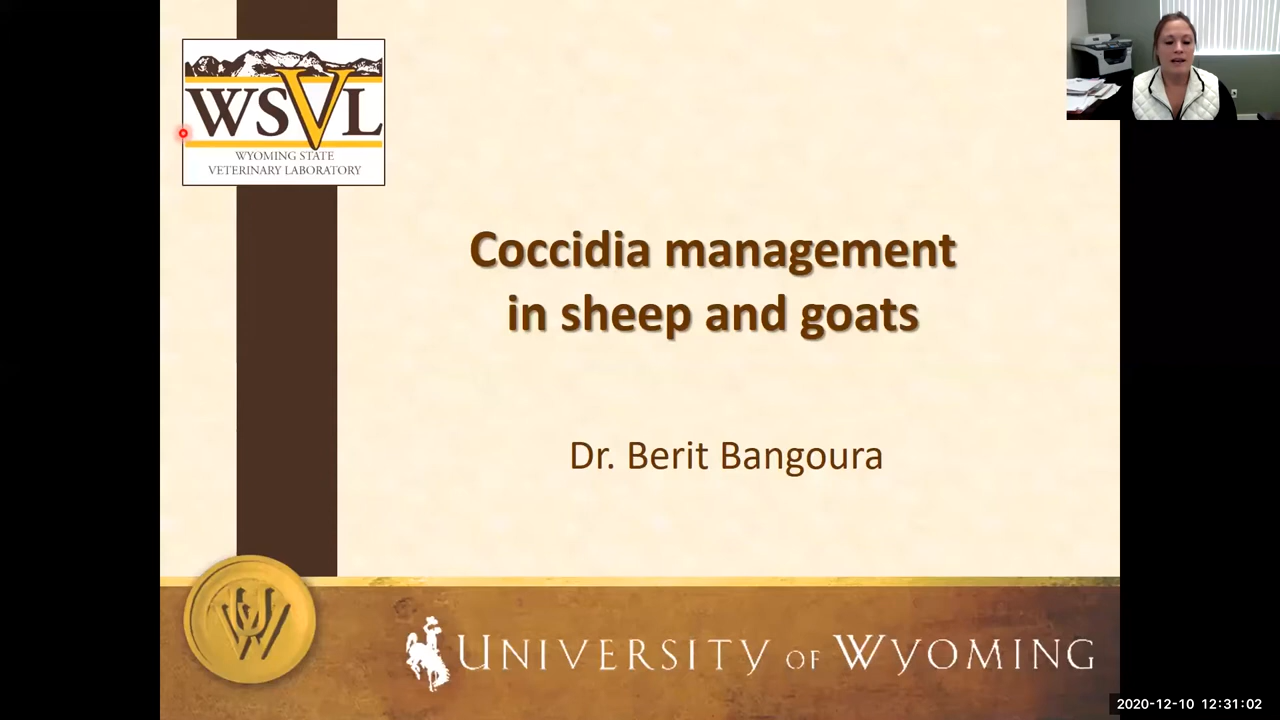 WSVL
WYOMING STATE
VETERINARY LABORATORY
Coccidia management
in sheep and goats
Dr. Berit Bangoura
UW
UNIVERSITY OF WYOMING
2020-12-10 12:31:02